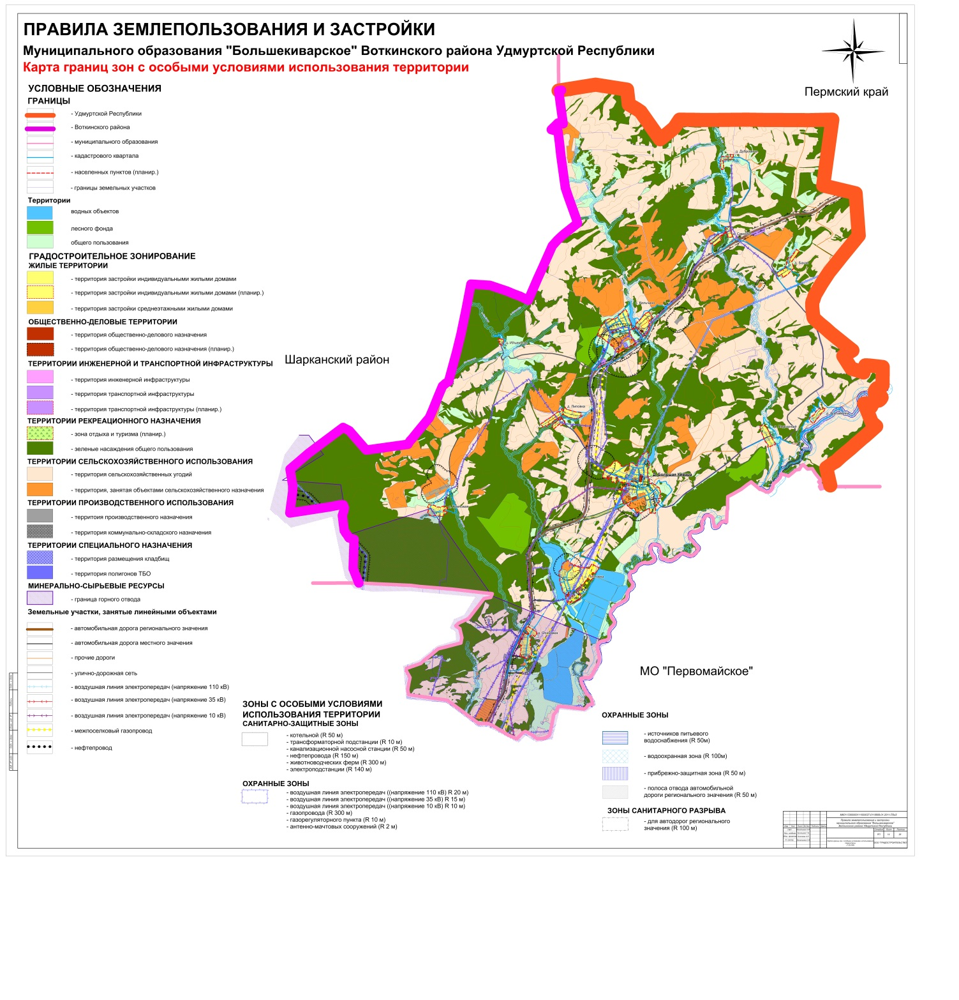 ПРАВИЛА ЗЕМЛЕПОЛЬЗОВАНИЯ И ЗАСТРОЙКИ
Муниципального образования "Большекиварское" Воткинского района Удмуртской Республики
Карта границ зон с особыми условиями использования территории
УСЛОВНЫЕ ОБОЗНАЧЕНИЯ
ГРАНИЦЫ
- Удмуртской Республики
- Воткинского района
- муниципального образования
- кадастрового квартала
- населенных пунктов (планир.)
- границы земельных участков
Территории
водных объектов
лесного фонда
общего пользования
ГРАДОСТРОИТЕЛЬНОЕ ЗОНИРОВАНИЕ
ЖИЛЫЕ ТЕРРИТОРИИ
- территория застройки индивидуальными жилыми домами
- территория застройки индивидуальными жилыми домами (планир.)
- территория застройки среднеэтажными жилыми домами
ОБЩЕСТВЕННО-ДЕЛОВЫЕ ТЕРРИТОРИИ
- территория общественно-делового назначения
- территория общественно-делового назначения (планир.)
ТЕРРИТОРИИ ИНЖЕНЕРНОЙ И ТРАНСПОРТНОЙ ИНФРАСТРУКТУРЫ
- территория инженерной инфраструктуры
- территория транспортной инфраструктуры
- территория транспортной инфраструктуры (планир.)
ТЕРРИТОРИИ РЕКРЕАЦИОННОГО НАЗНАЧЕНИЯ
- зона отдыха и туризма (планир.)
- зеленые насаждения общего пользования
ТЕРРИТОРИИ СЕЛЬСКОХОЗЯЙСТВЕННОГО ИСПОЛЬЗОВАНИЯ
- территория сельскохозяйственных угодий
- территория, занятая объектами сельскохозяйственного назначения
ТЕРРИТОРИИ ПРОИЗВОДСТВЕННОГО ИСПОЛЬЗОВАНИЯ
- территоия производственного назначения
- территория коммунально-складского назначения
ТЕРРИТОРИИ СПЕЦИАЛЬНОГО НАЗНАЧЕНИЯ
- территория размещения кладбищ
- территория полигонов ТБО
МИНЕРАЛЬНО-СЫРЬЕВЫЕ РЕСУРСЫ
- граница горного отвода
Земельные участки, занятые линейными объектами
- автомобильная дорога регионального значения
- автомобильная дорога местного значения
- прочие дороги
- улично-дорожная сеть
- воздушная линия электропередач (напряжение 110 кВ)
- воздушная линия электропередач (напряжение 35 кВ)
- воздушная линия электропередач (напряжение 10 кВ)
- межпоселковый газопровод
- нефтепровод
Пермский край
Шарканский район
МО "Первомайское"
д. Пиловка
д. Большая Кивара
д. Осиновка
ЗОНЫ С ОСОБЫМИ УСЛОВИЯМИ
ИСПОЛЬЗОВАНИЯ ТЕРРИТОРИИ
САНИТАРНО-ЗАЩИТНЫЕ ЗОНЫ
- котельной (R 50 м)
- трансформаторной подстанции (R 10 м)
- канализационной насосной станции (R 50 м)
- нефтепровода (R 150 м)
- животноводческих ферм (R 300 м)
- электроподстанции (R 140 м)
ОХРАННЫЕ ЗОНЫ
- воздушная линия электропередач ((напряжение 110 кВ) R 20 м)
- воздушная линия электропередач ((напряжение 35 кВ) R 15 м)
- воздушная линия электропередач ((напряжение 10 кВ) R 10 м)
- газопровода (R 300 м)
- газорегуляторного пункта (R 10 м)
- антенно-мачтовых сооружений (R 2 м)
ОХРАННЫЕ ЗОНЫ
- источников питьевого
водоснабжения (R 50м)
- водоохранная зона (R 100м)
- прибрежно-защитная зона (R 50 м)
- полоса отвода автомобильной
дороги регионального значения (R 50 м)
ЗОНЫ САНИТАРНОГО РАЗРЫВА
- для автодорог регионального
значения (R 100 м)